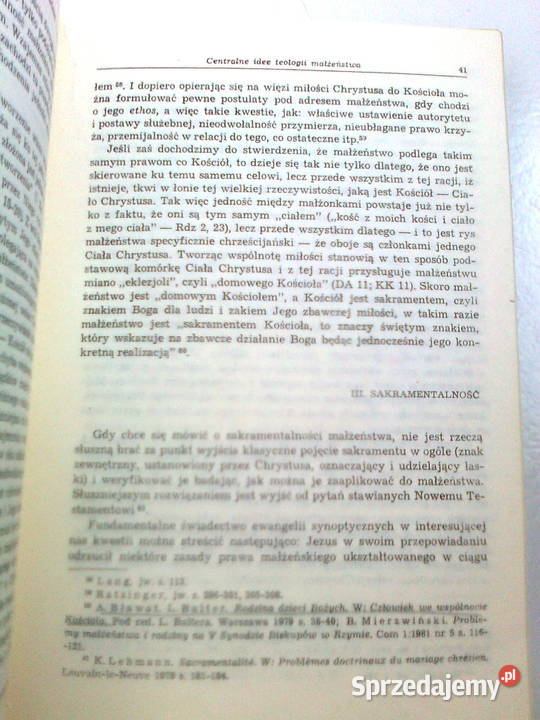 Centralne idee teologii małżeństwa
41
łem 58. I dopiero opierając się na więzi miłości Chrystusa do Kościoła mo-
żna formułować pewne postulaty pod adresem małżeństwa, gdy chodzi
o jego ethos, a więc takie kwestie, jak: właściwe ustawienie autorytetu
i postawy służebnej, nieodwołalność przymierza, nieubłagane prawo krzy-
ża, przemijalność w relacji do tego, co ostateczne itp.59
Jeśli zaś dochodzimy do stwierdzenia, że małżeństwo podlega takim
samym prawom co Kościół, to dzieje się tak nie tylko dlatego, że ono jest
skierowane ku temu samemu celowi, lecz przede wszystkim z tej racji, iż
istnieje, tkwi w łonie tej wielkiej rzeczywistości, jaką jest Kościół — Cia-
ło Chrystusa. Tak więc jedność między małżonkami powstaje już nie tyl-
ko z faktu, że oni są tym samym „ciałem” („kość z moich kości i ciało
z mego ciała” — Rdz 2, 23), lecz przede wszystkim dlatego — i to jest rys
małżeństwa specyficznie chrześcijański — że oboje są członkami jednego
Ciała Chrystusa. Tworząc wspólnotę miłości stanowią w ten sposób pod-
stawową komórkę Ciała Chrystusa i z tej racji przysługuje małżeństwu
miano „eklezjoli”, czyli „domowego Kościoła” (DA 11; KK 11). Skoro mał-
żeństwo jest „domowym Kościołem”, a Kościół jest sakramentem, czyli
znakiem Boga dla ludzi i zakiem Jego zbawczej miłości, w takim razie
małżeństwo jest „sakramentem Kościoła, to znaczy świętym znakiem,
który wskazuje na zbawcze działanie Boga będąc jednocześnie jego kon-
kretną realizacją” 60.
III. SAKRAMENTALNOŚĆ
Gdy chce się mówić o sakramentalności małżeństwa, nie jest rzeczą
słuszną brać za punkt wyjścia klasyczne pojęcie sakramentu w ogóle (znak
zewnętrzny, ustanowiony przez Chrystusa, oznaczający i udzielający łas-
ki) i weryfikować je badając, jak można je zaaplikować do małżeństwa.
Słuszniejszym rozwiązaniem jest wyjść od pytań stawianych Nowemu Te-
stamentowi 61.
Fundamentalne świadectwo ewangelii synoptycznych w interesującej
nas kwestii można streścić następująco: Jezus w swoim przepowiadaniu
odrzucił niektóre zasady prawa małżeńskiego ukształtowanego w ciągu
58 Lang, jw. s. 113.
59 Ratzinger, jw. s.
60 A. Bławat, L. Balter. Rodzina dzieci Bożych. W: Człowiek we wspólnocie
Kościoła. Pod red. L. Baltera. Warszawa 1979 s. 38-40; B. Mierzwiński. Proble-
my małżeństwa i rodziny na V Synodzie Biskupów w Rzymie. Com 1:1981 nr 5 s. 116-
-121.
61 K. Lehmann. Sacramentalité. W: Problèmes doctrinaux du mariage chrétien.
Louvain-le-Neuve 1979 s.
Sprzedajemy.pl